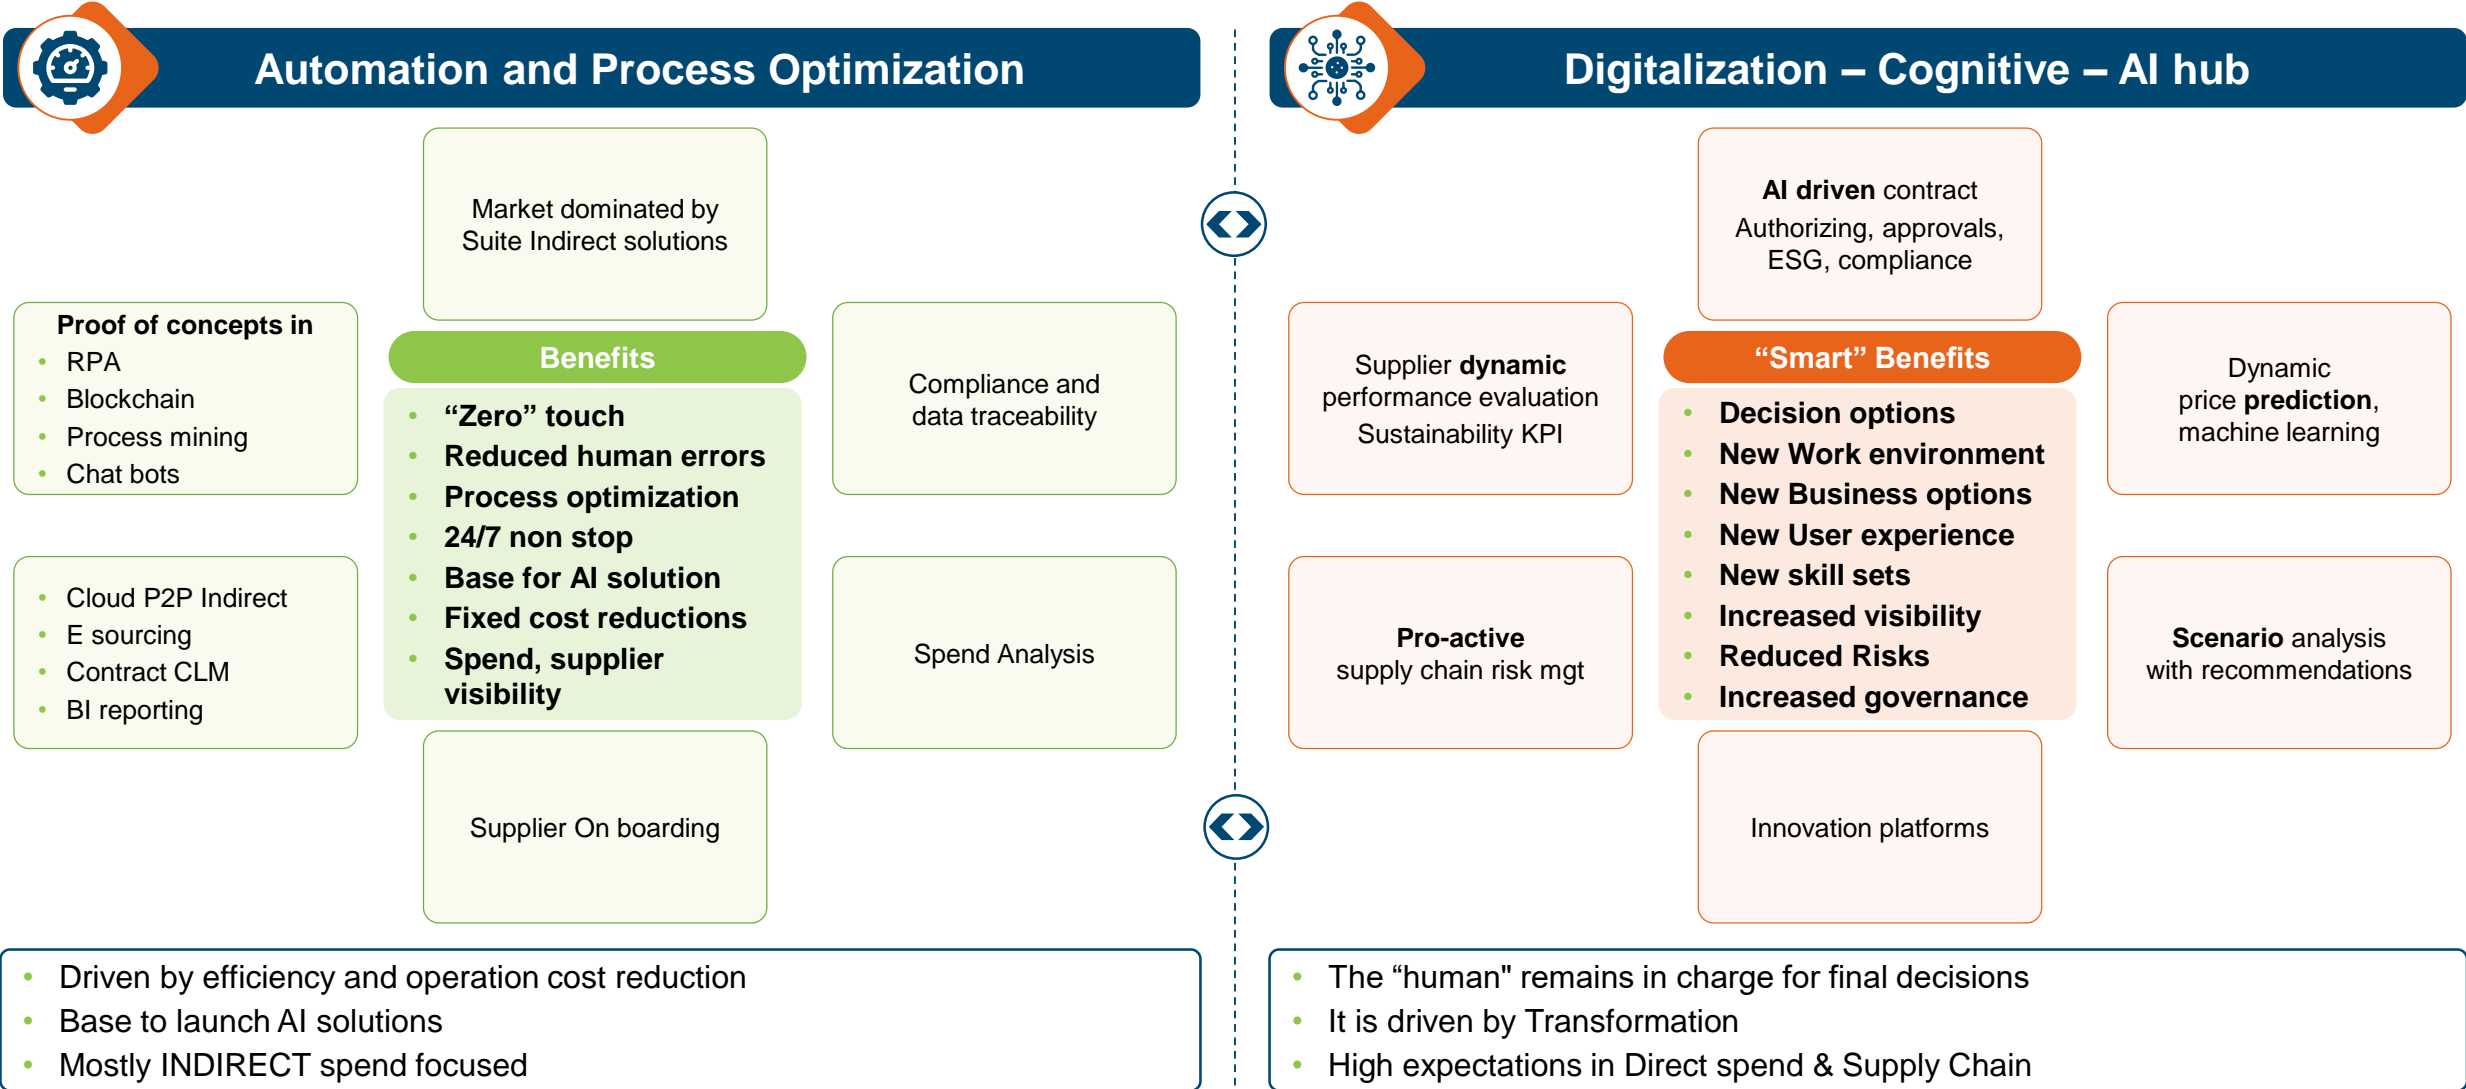 Automation and Process Optimization
Market dominated by
Suite Indirect solutions
Proof of concepts in
• RPA
• Blockchain
• Process mining
• Chat bots
Benefits
• “Zero” touch
• Reduced human errors
• Process optimization
• 24/7 non stop
• Base for AI solution
• Fixed cost reductions
• Spend, supplier
visibility
Compliance and
data traceability
• Cloud P2P Indirect
• E sourcing
• Contract CLM
• BI reporting
Spend Analysis
Supplier On boarding
• Driven by efficiency and operation cost reduction
• Base to launch AI solutions
• Mostly INDIRECT spend focused
Digitalization – Cognitive – AI hub
AI driven contract
Authorizing, approvals,
ESG, compliance
Supplier dynamic
performance evaluation
Sustainability KPI
“Smart” Benefits
• Decision options
• New Work environment
• New Business options
• New User experience
• New skill sets
• Increased visibility
• Reduced Risks
• Increased governance
Dynamic
price prediction,
machine learning
Pro-active
supply chain risk mgt
Scenario analysis
with recommendations
Innovation platforms
• The “human" remains in charge for final decisions
• It is driven by Transformation
• High expectations in Direct spend & Supply Chain